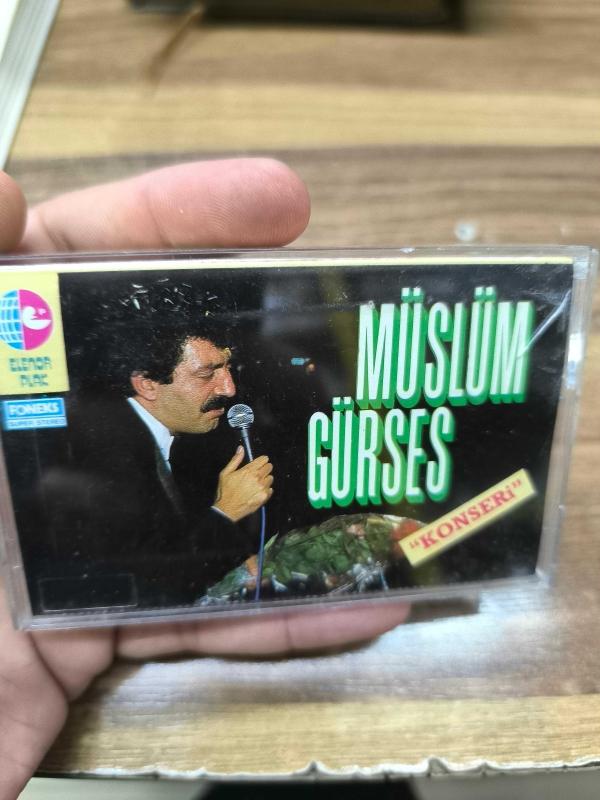 ELENOR
PLAK
FONEKS
SUPER STEREO
MÜSLÜM
GÜRSES
"KONSERi"